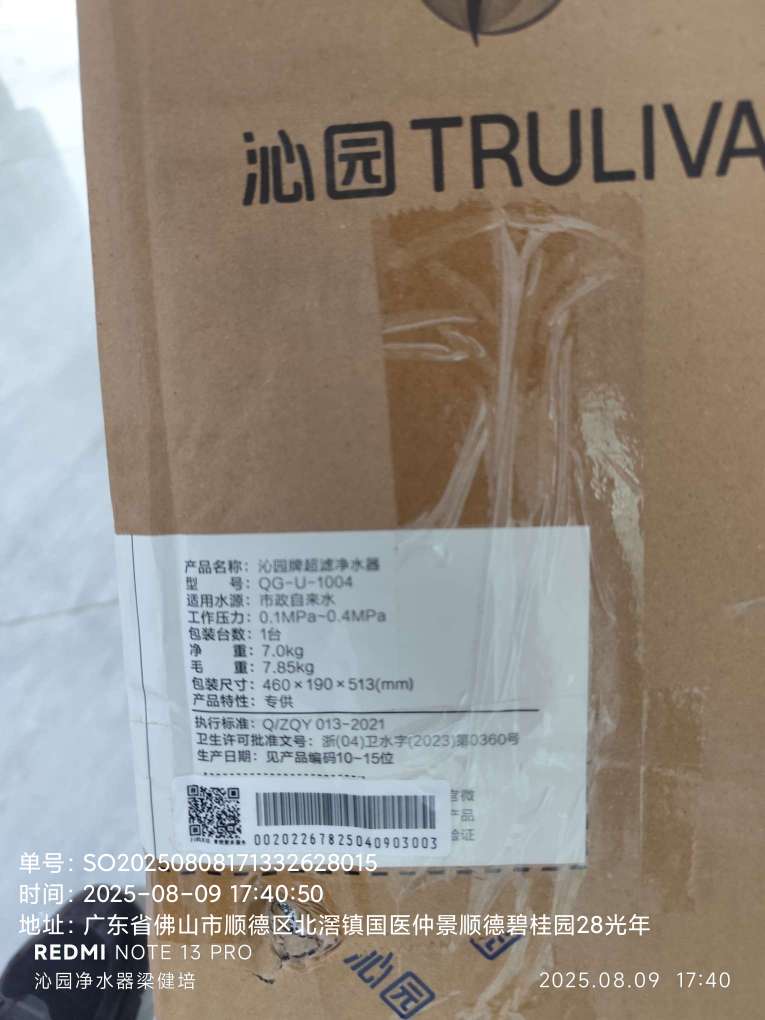 沁园 TRULIVA
产品名称：沁园牌超滤净水器
型 号：QG-U-1004
适用水源：市政自来水
工作压力：0.1MPa~0.4MPa
包装台数：1台
净 重：7.0kg
毛 重：7.85kg
包装尺寸：460×190×513(mm)
产品特性：专供
执行标准：Q/ZQY 013-2021
卫生许可批准文号：浙(04)卫水字(2023)第0360号
生产日期：见产品编码10-15位
官微
产品
验证
00202267825040903003
单号：SO20250808171332628015
时间：2025-08-09 17:40:50
地址：广东省佛山市顺德区北滘镇国医仲景顺德碧桂园28光年
REDMI NOTE 13 PRO
沁园净水器梁健培
2025.08.09 17:40
沁园